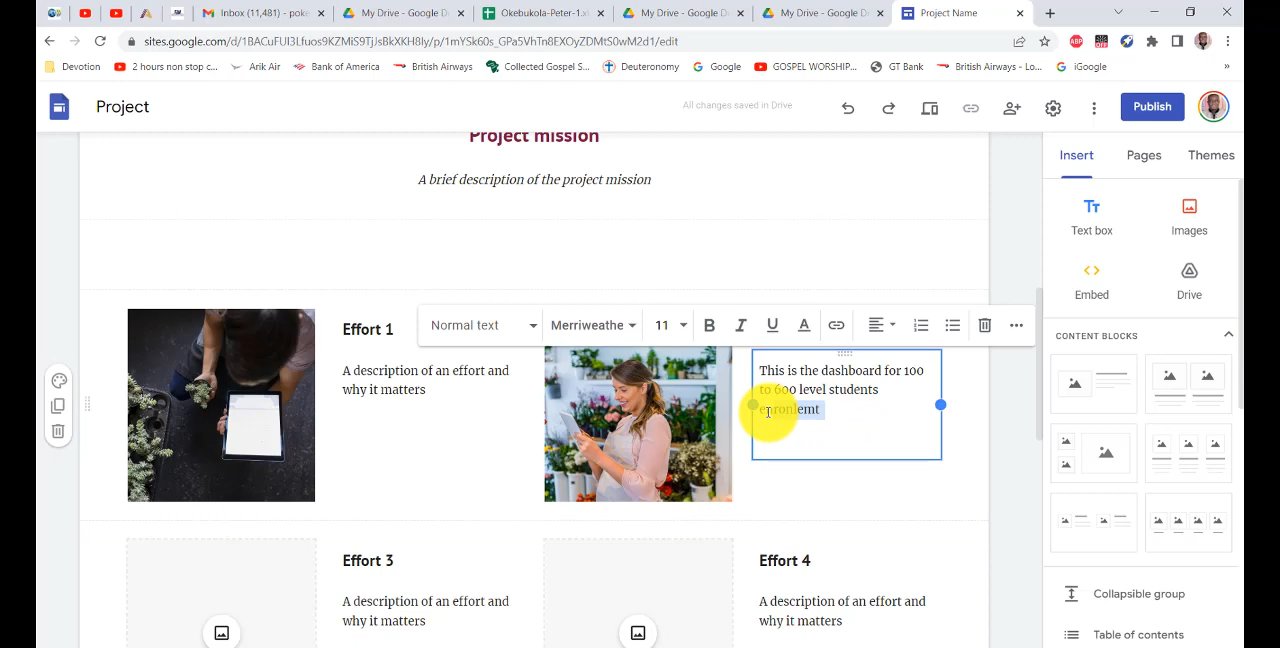 Inbox (11,481) - poke
My Drive - Google D
Okebukola-Peter-1.xl
My Drive - Google D
My Drive - Google D
Project Name
sites.google.com/d/1BACuFUI3Lfuos9KZMiS9TjJsBkXKH8Iy/p/1mYSk60s_GPa5VhTn8EXOyZDMtS0wM2d1/edit
Devotion
2 hours non stop c...
Arik Air
Bank of America
British Airways
Collected Gospel S...
Deuteronomy
Google
GOSPEL WORSHIP...
GT Bank
British Airways - Lo...
iGoogle
»
Project
All changes saved in Drive
Publish
Insert
Pages
Themes
Project mission
A brief description of the project mission
Text box
Images
Embed
Drive
CONTENT BLOCKS
Normal text
Merriweathe
11
Effort 1
A description of an effort and
why it matters
This is the dashboard for 100
to 600 level students
enronlemt
Effort 3
A description of an effort and
why it matters
Effort 4
A description of an effort and
why it matters
Collapsible group
Table of contents